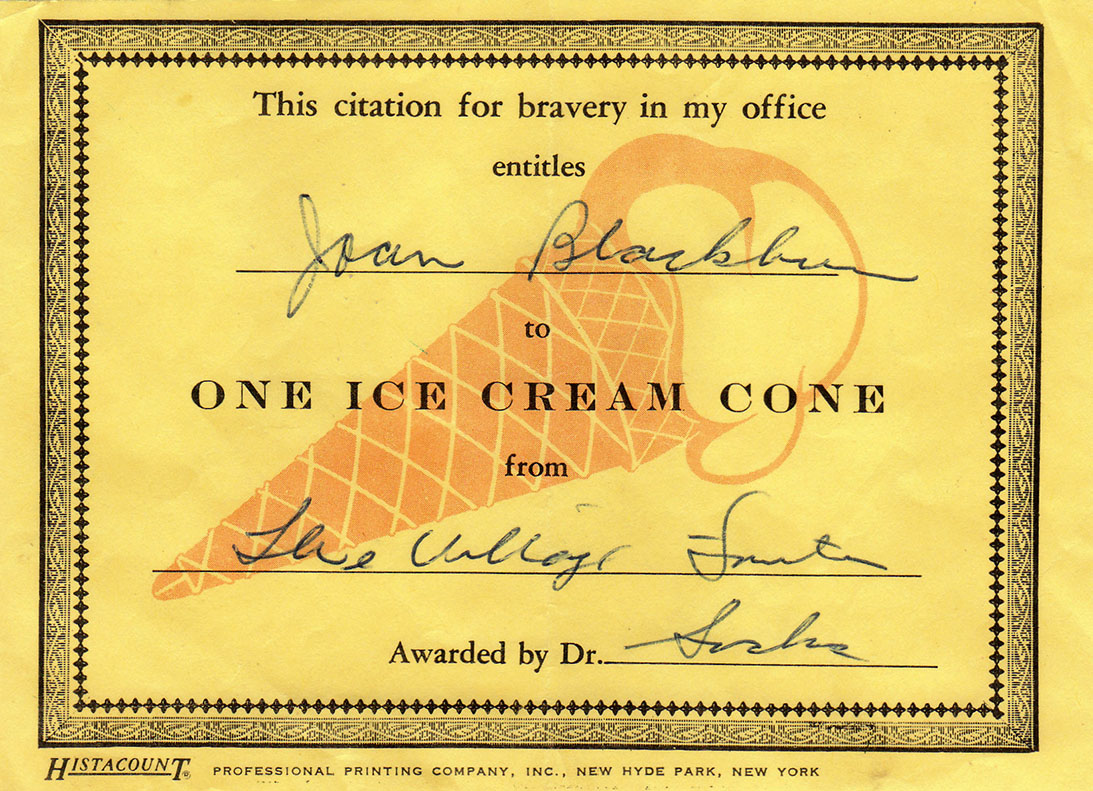 This citation for bravery in my office
entitles
Joan Blackburn
to
ONE ICE CREAM CONE
from
The Village
Awarded by Dr.
HISTACOUNT® PROFESSIONAL PRINTING COMPANY, INC., NEW HYDE PARK, NEW YORK